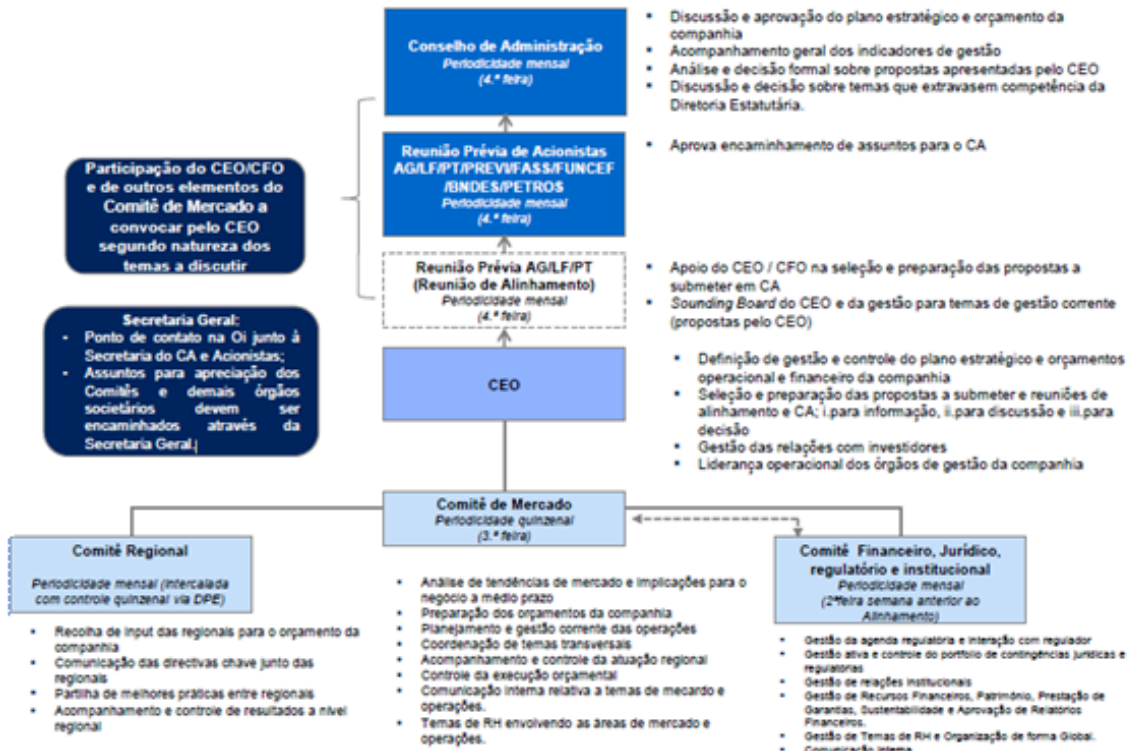 Conselho de Administração
Periodicidade mensal
(4.ª feira)
▪ Discussão e aprovação do plano estratégico e orçamento da
companhia
▪ Acompanhamento geral dos indicadores de gestão
▪ Análise e decisão formal sobre propostas apresentadas pelo CEO
▪ Discussão e decisão sobre temas que extravasem competência da
Diretoria Estatutária.
Reunião Prévia de Acionistas
AG/LF/PT/PREVI/FASS/FUNCEF
/BNDES/PETROS
Periodicidade mensal
(4.ª feira)
▪ Aprova encaminhamento de assuntos para o CA
Participação do CEO/CFO
e de outros elementos do
Comitê de Mercado a
convocar pelo CEO
segundo natureza dos
temas a discutir
Reunião Prévia AG/LF/PT
(Reunião de Alinhamento)
Periodicidade mensal
(4.ª feira)
▪ Apoio do CEO / CFO na seleção e preparação das propostas a
submeter em CA
▪ Sounding Board do CEO e da gestão para temas de gestão corrente
(propostas pelo CEO)
Secretaria Geral:
▪ Ponto de contato na Oi junto à
Secretaria do CA e Acionistas;
▪ Assuntos para apreciação dos
Comitês e demais órgãos
societários devem ser
encaminhados através da
Secretaria Geral.
CEO
▪ Definição de gestão e controle do plano estratégico e orçamentos
operacional e financeiro da companhia
▪ Seleção e preparação das propostas a submeter e reuniões de
alinhamento e CA; i.para informação, ii.para discussão e iii.para
decisão
▪ Gestão das relações com investidores
▪ Liderança operacional dos órgãos de gestão da companhia
Comitê de Mercado
Periodicidade quinzenal
(3.ª feira)
Comitê Regional
Periodicidade mensal (intercalada
com controle quinzenal via DPE)
▪ Recolha de input das regionais para o orçamento da
companhia
▪ Comunicação das directivas chave junto das
regionais
▪ Partilha de melhores práticas entre regionais
▪ Acompanhamento e controle de resultados a nível
regional
▪ Análise de tendências de mercado e implicações para o
negócio a médio prazo
▪ Preparação dos orçamentos da companhia
▪ Planejamento e gestão corrente das operações
▪ Coordenação de temas transversais
▪ Acompanhamento e controle da atuação regional
▪ Controle da execução orçamental
▪ Comunicação interna relativa a temas de mecardo e
operações.
▪ Temas de RH envolvendo as áreas de mercado e
operações.
Comitê Financeiro, Jurídico,
regulatório e institucional
Periodicidade mensal
(2ªfeira semana anterior ao
Alinhamento)
▪ Gestão da agenda regulatória e interação com regulador
▪ Gestão ativa e controle do portfolio de contingências jurídicas e
regulatórias
▪ Gestão de relações institucionais
▪ Gestão de Recursos Financeiros, Patrimônio, Prestação de
Garantias, Sustentabilidade e Aprovação de Relatórios
Financeiros.
▪ Gestão de Temas de RH e Organização de forma Global.
▪ Comunicação interna